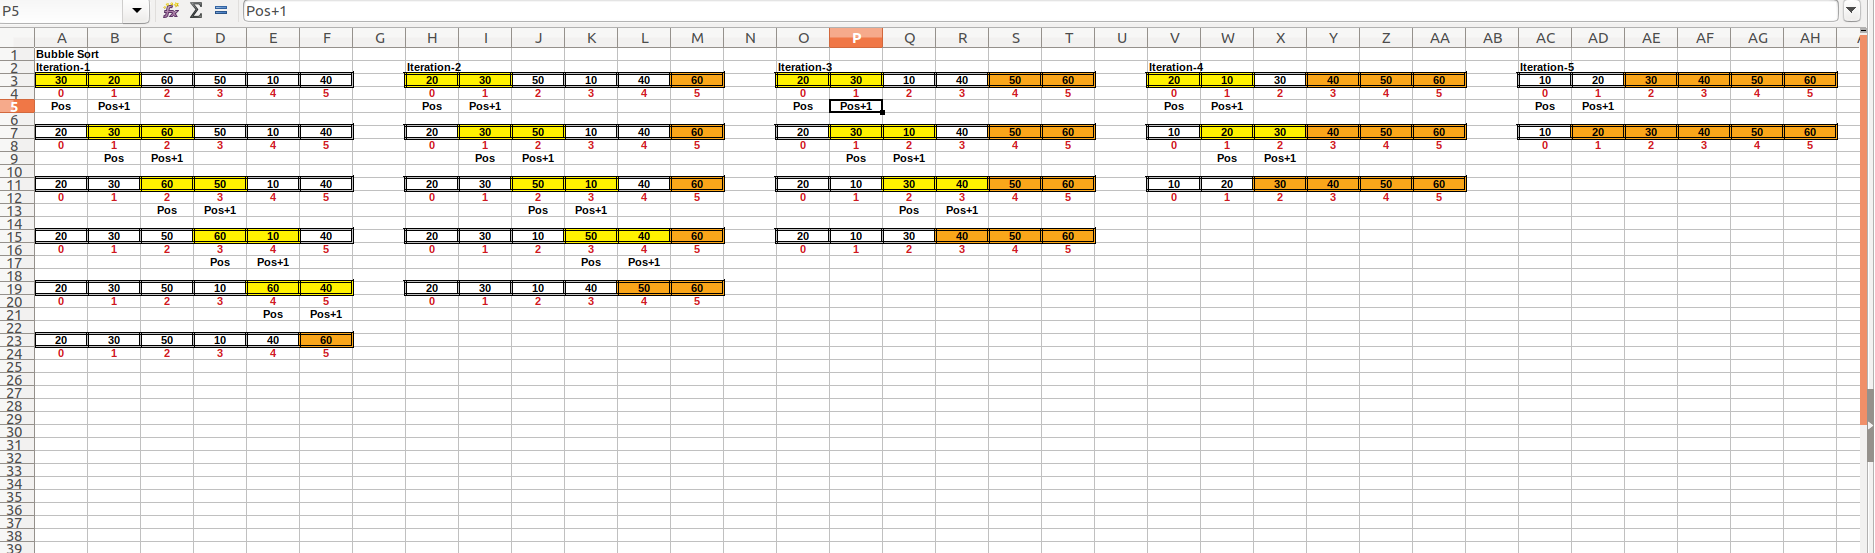 P5 fx Σ = Pos+1
A B C D E F G H I J K L M N O P Q R S T U V W X Y Z AA AB AC AD AE AF AG AH
1 Bubble Sort
2 Iteration-1 Iteration-2 Iteration-3 Iteration-4 Iteration-5
3 30 20 60 50 10 40 20 30 50 10 40 60 20 30 10 40 50 60 20 10 30 40 50 60 10 20 30 40 50 60
4 0 1 2 3 4 5 0 1 2 3 4 5 0 1 2 3 4 5 0 1 2 3 4 5 0 1 2 3 4 5
5 Pos Pos+1 Pos Pos+1 Pos Pos+1 Pos Pos+1 Pos Pos+1
6
7 20 30 60 50 10 40 20 30 50 10 40 60 20 30 10 40 50 60 10 20 30 40 50 60 10 20 30 40 50 60
8 0 1 2 3 4 5 0 1 2 3 4 5 0 1 2 3 4 5 0 1 2 3 4 5 0 1 2 3 4 5
9 Pos Pos+1 Pos Pos+1 Pos Pos+1 Pos Pos+1
10
11 20 30 60 50 10 40 20 30 50 10 40 60 20 10 30 40 50 60 10 20 30 40 50 60
12 0 1 2 3 4 5 0 1 2 3 4 5 0 1 2 3 4 5 0 1 2 3 4 5
13 Pos Pos+1 Pos Pos+1 Pos Pos+1
14
15 20 30 50 60 10 40 20 30 10 50 40 60 20 10 30 40 50 60
16 0 1 2 3 4 5 0 1 2 3 4 5 0 1 2 3 4 5
17 Pos Pos+1 Pos Pos+1
18
19 20 30 50 10 60 40 20 30 10 40 50 60
20 0 1 2 3 4 5 0 1 2 3 4 5
21 Pos Pos+1
22
23 20 30 50 10 40 60
24 0 1 2 3 4 5
25
26
27
28
29
30
31
32
33
34
35
36
37
38
39